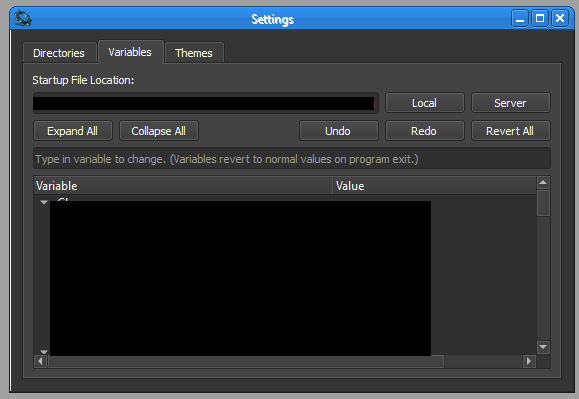 Settings
Directories Variables Themes
Startup File Location:
Local Server
Expand All Collapse All Undo Redo Revert All
Type in variable to change. (Variables revert to normal values on program exit.)
Variable Value